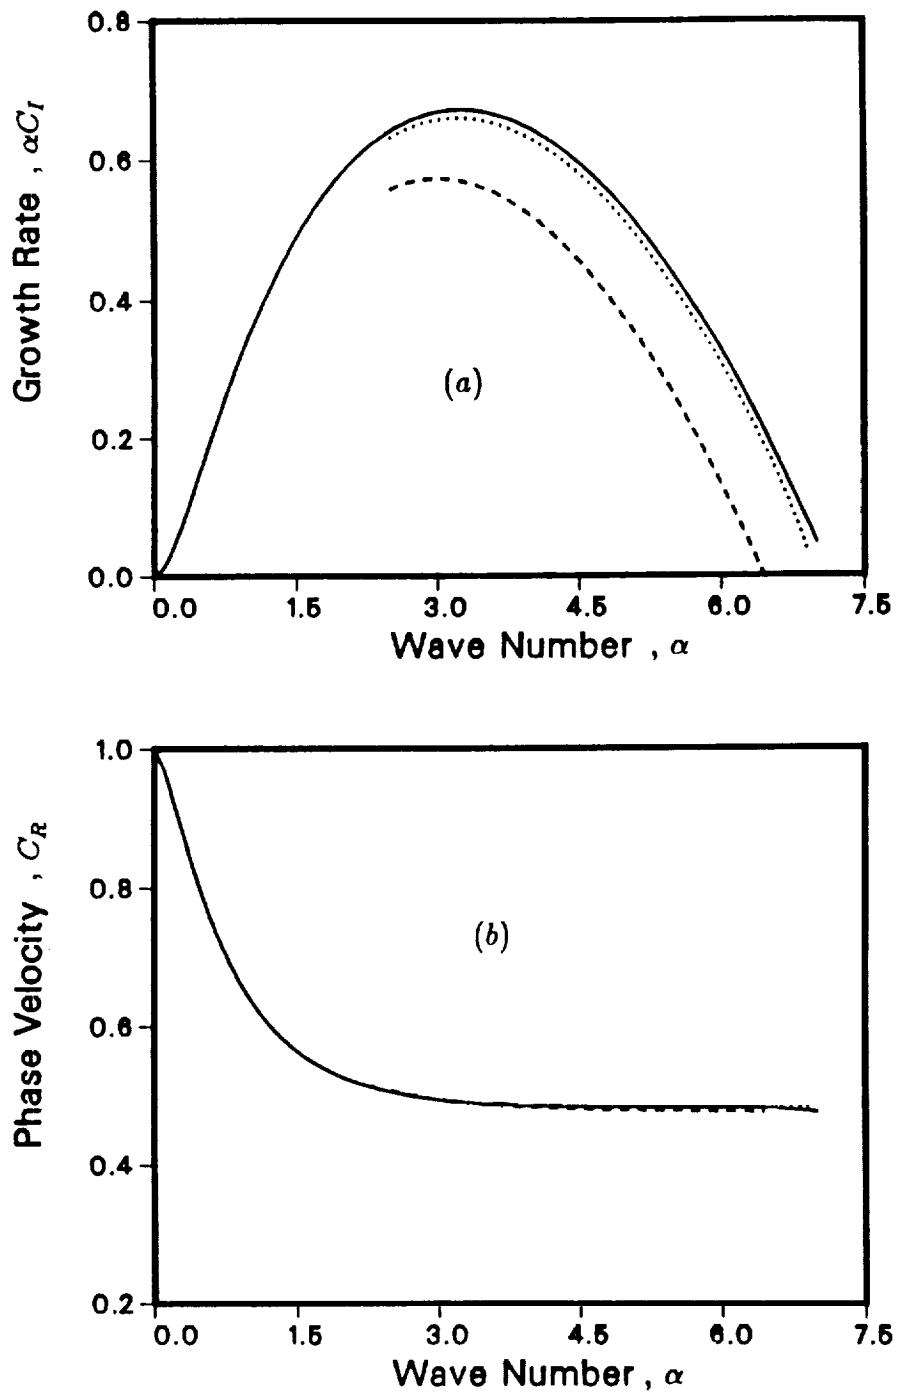 0.8
0.6
0.4
0.2
0.0
Growth Rate , αC_I
(a)
0.0 1.5 3.0 4.5 6.0 7.5
Wave Number , α
1.0
0.8
0.6
0.4
0.2
Phase Velocity , C_R
(b)
0.0 1.5 3.0 4.5 6.0 7.5
Wave Number , α